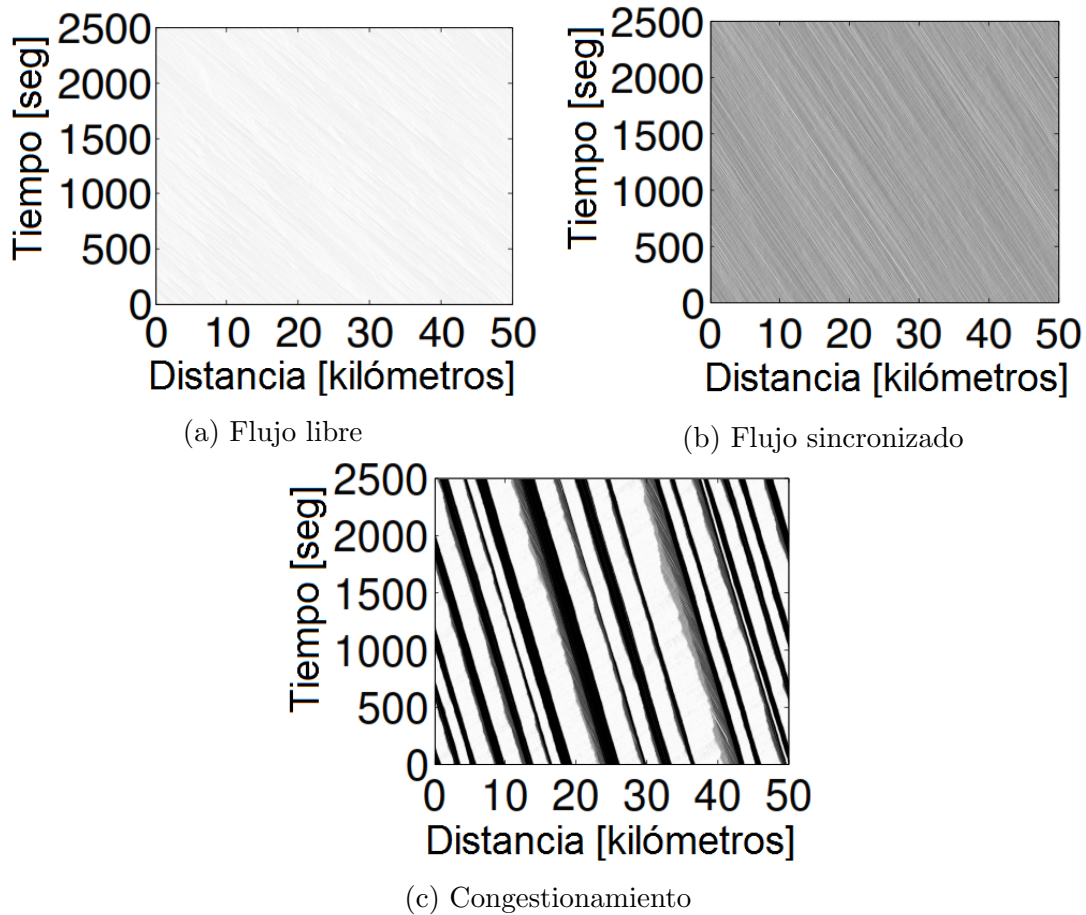 2500
2000
1500
1000
500
0
Tiempo [seg]
0 10 20 30 40 50
Distancia [kilómetros]
(a) Flujo libre
2500
2000
1500
1000
500
0
Tiempo [seg]
0 10 20 30 40 50
Distancia [kilómetros]
(b) Flujo sincronizado
2500
2000
1500
1000
500
0
Tiempo [seg]
0 10 20 30 40 50
Distancia [kilómetros]
(c) Congestionamiento